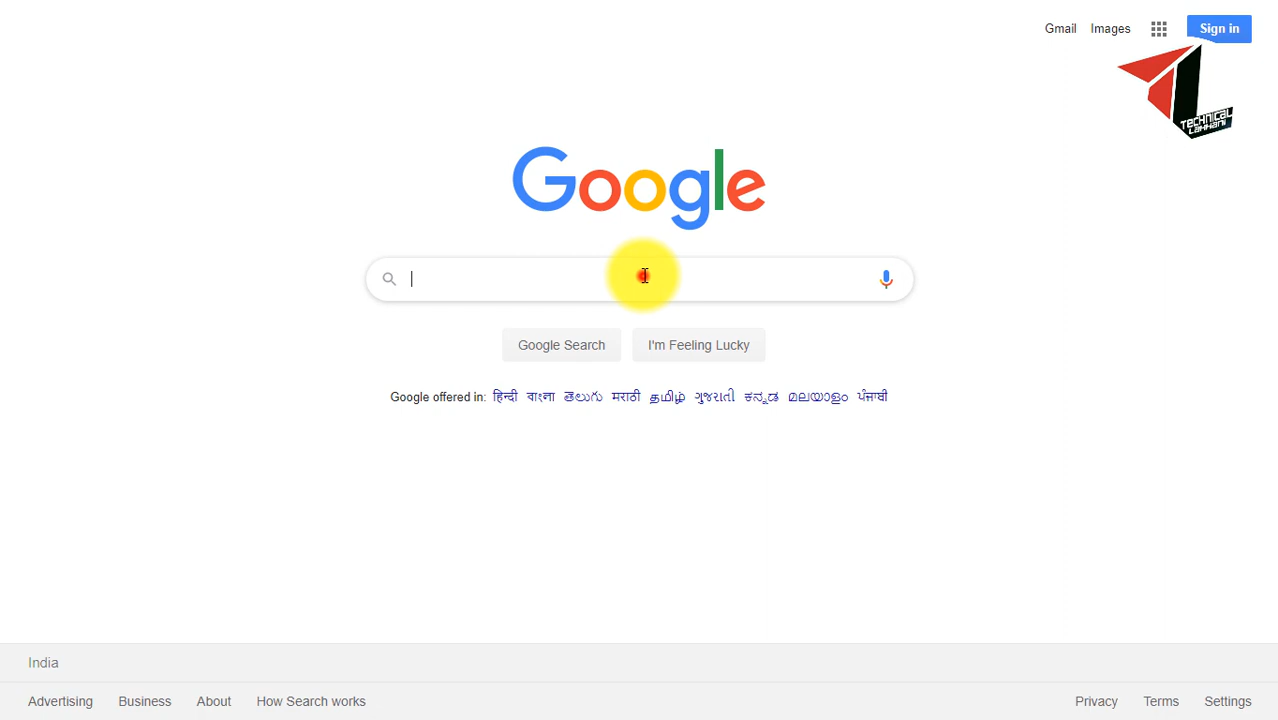 Gmail Images Sign in
TECHNICAL
LAKHANI
Google
Google Search I'm Feeling Lucky
Google offered in: हिन्दी বাংলা తెలుగు मराठी தமிழ் ગુજરાતી ಕನ್ನಡ മലയാളം ਪੰਜਾਬੀ
India
Advertising Business About How Search works Privacy Terms Settings